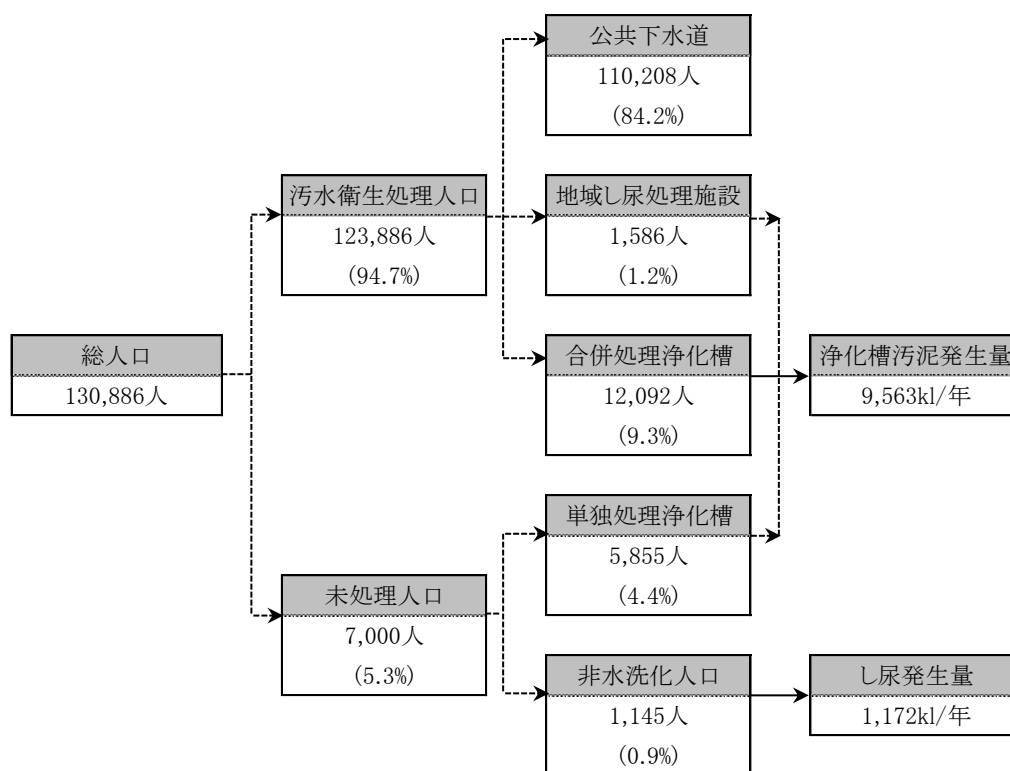 公共下水道
110,208人
(84.2%)
汚水衛生処理人口
123,886人
(94.7%)
地域し尿処理施設
1,586人
(1.2%)
総人口
130,886人
合併処理浄化槽
12,092人
(9.3%)
浄化槽汚泥発生量
9,563kl/年
単独処理浄化槽
5,855人
(4.4%)
未処理人口
7,000人
(5.3%)
非水洗化人口
1,145人
(0.9%)
し尿発生量
1,172kl/年